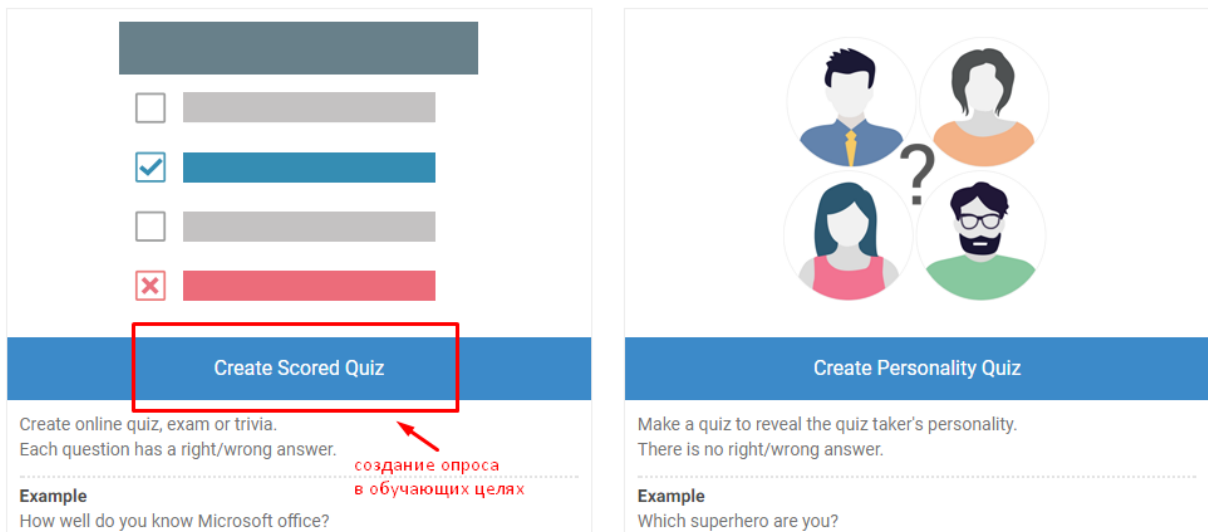 ?
Create Scored Quiz
Create online quiz, exam or trivia.
Each question has a right/wrong answer.
создание опроса
в обучающих целях
Example
How well do you know Microsoft office?
Create Personality Quiz
Make a quiz to reveal the quiz taker's personality.
There is no right/wrong answer.
Example
Which superhero are you?